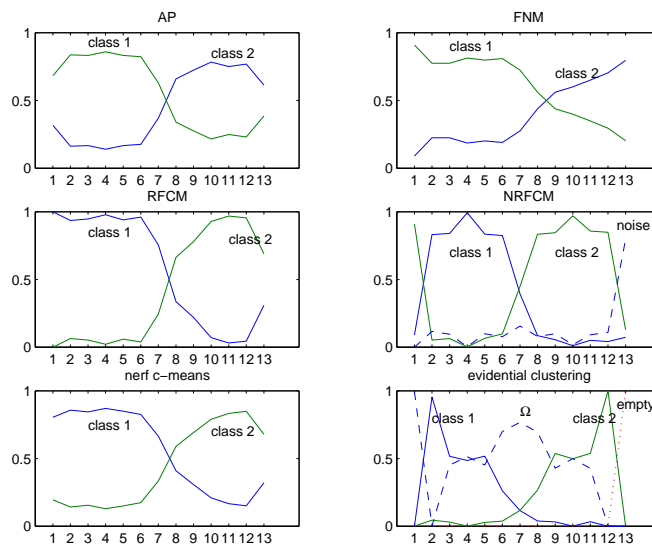 AP
1
0.5
0
class 1
class 2
1 2 3 4 5 6 7 8 9 10 11 12 13
FNM
1
0.5
0
class 1
class 2
1 2 3 4 5 6 7 8 9 10 11 12 13
RFCM
1
0.5
0
class 1
class 2
1 2 3 4 5 6 7 8 9 10 11 12 13
NRFCM
1
0.5
0
class 1
class 2
noise
1 2 3 4 5 6 7 8 9 10 11 12 13
nerf c−means
1
0.5
0
class 1
class 2
1 2 3 4 5 6 7 8 9 10 11 12 13
evidential clustering
1
0.5
0
class 1
Ω
class 2
empty
1 2 3 4 5 6 7 8 9 10 11 12 13